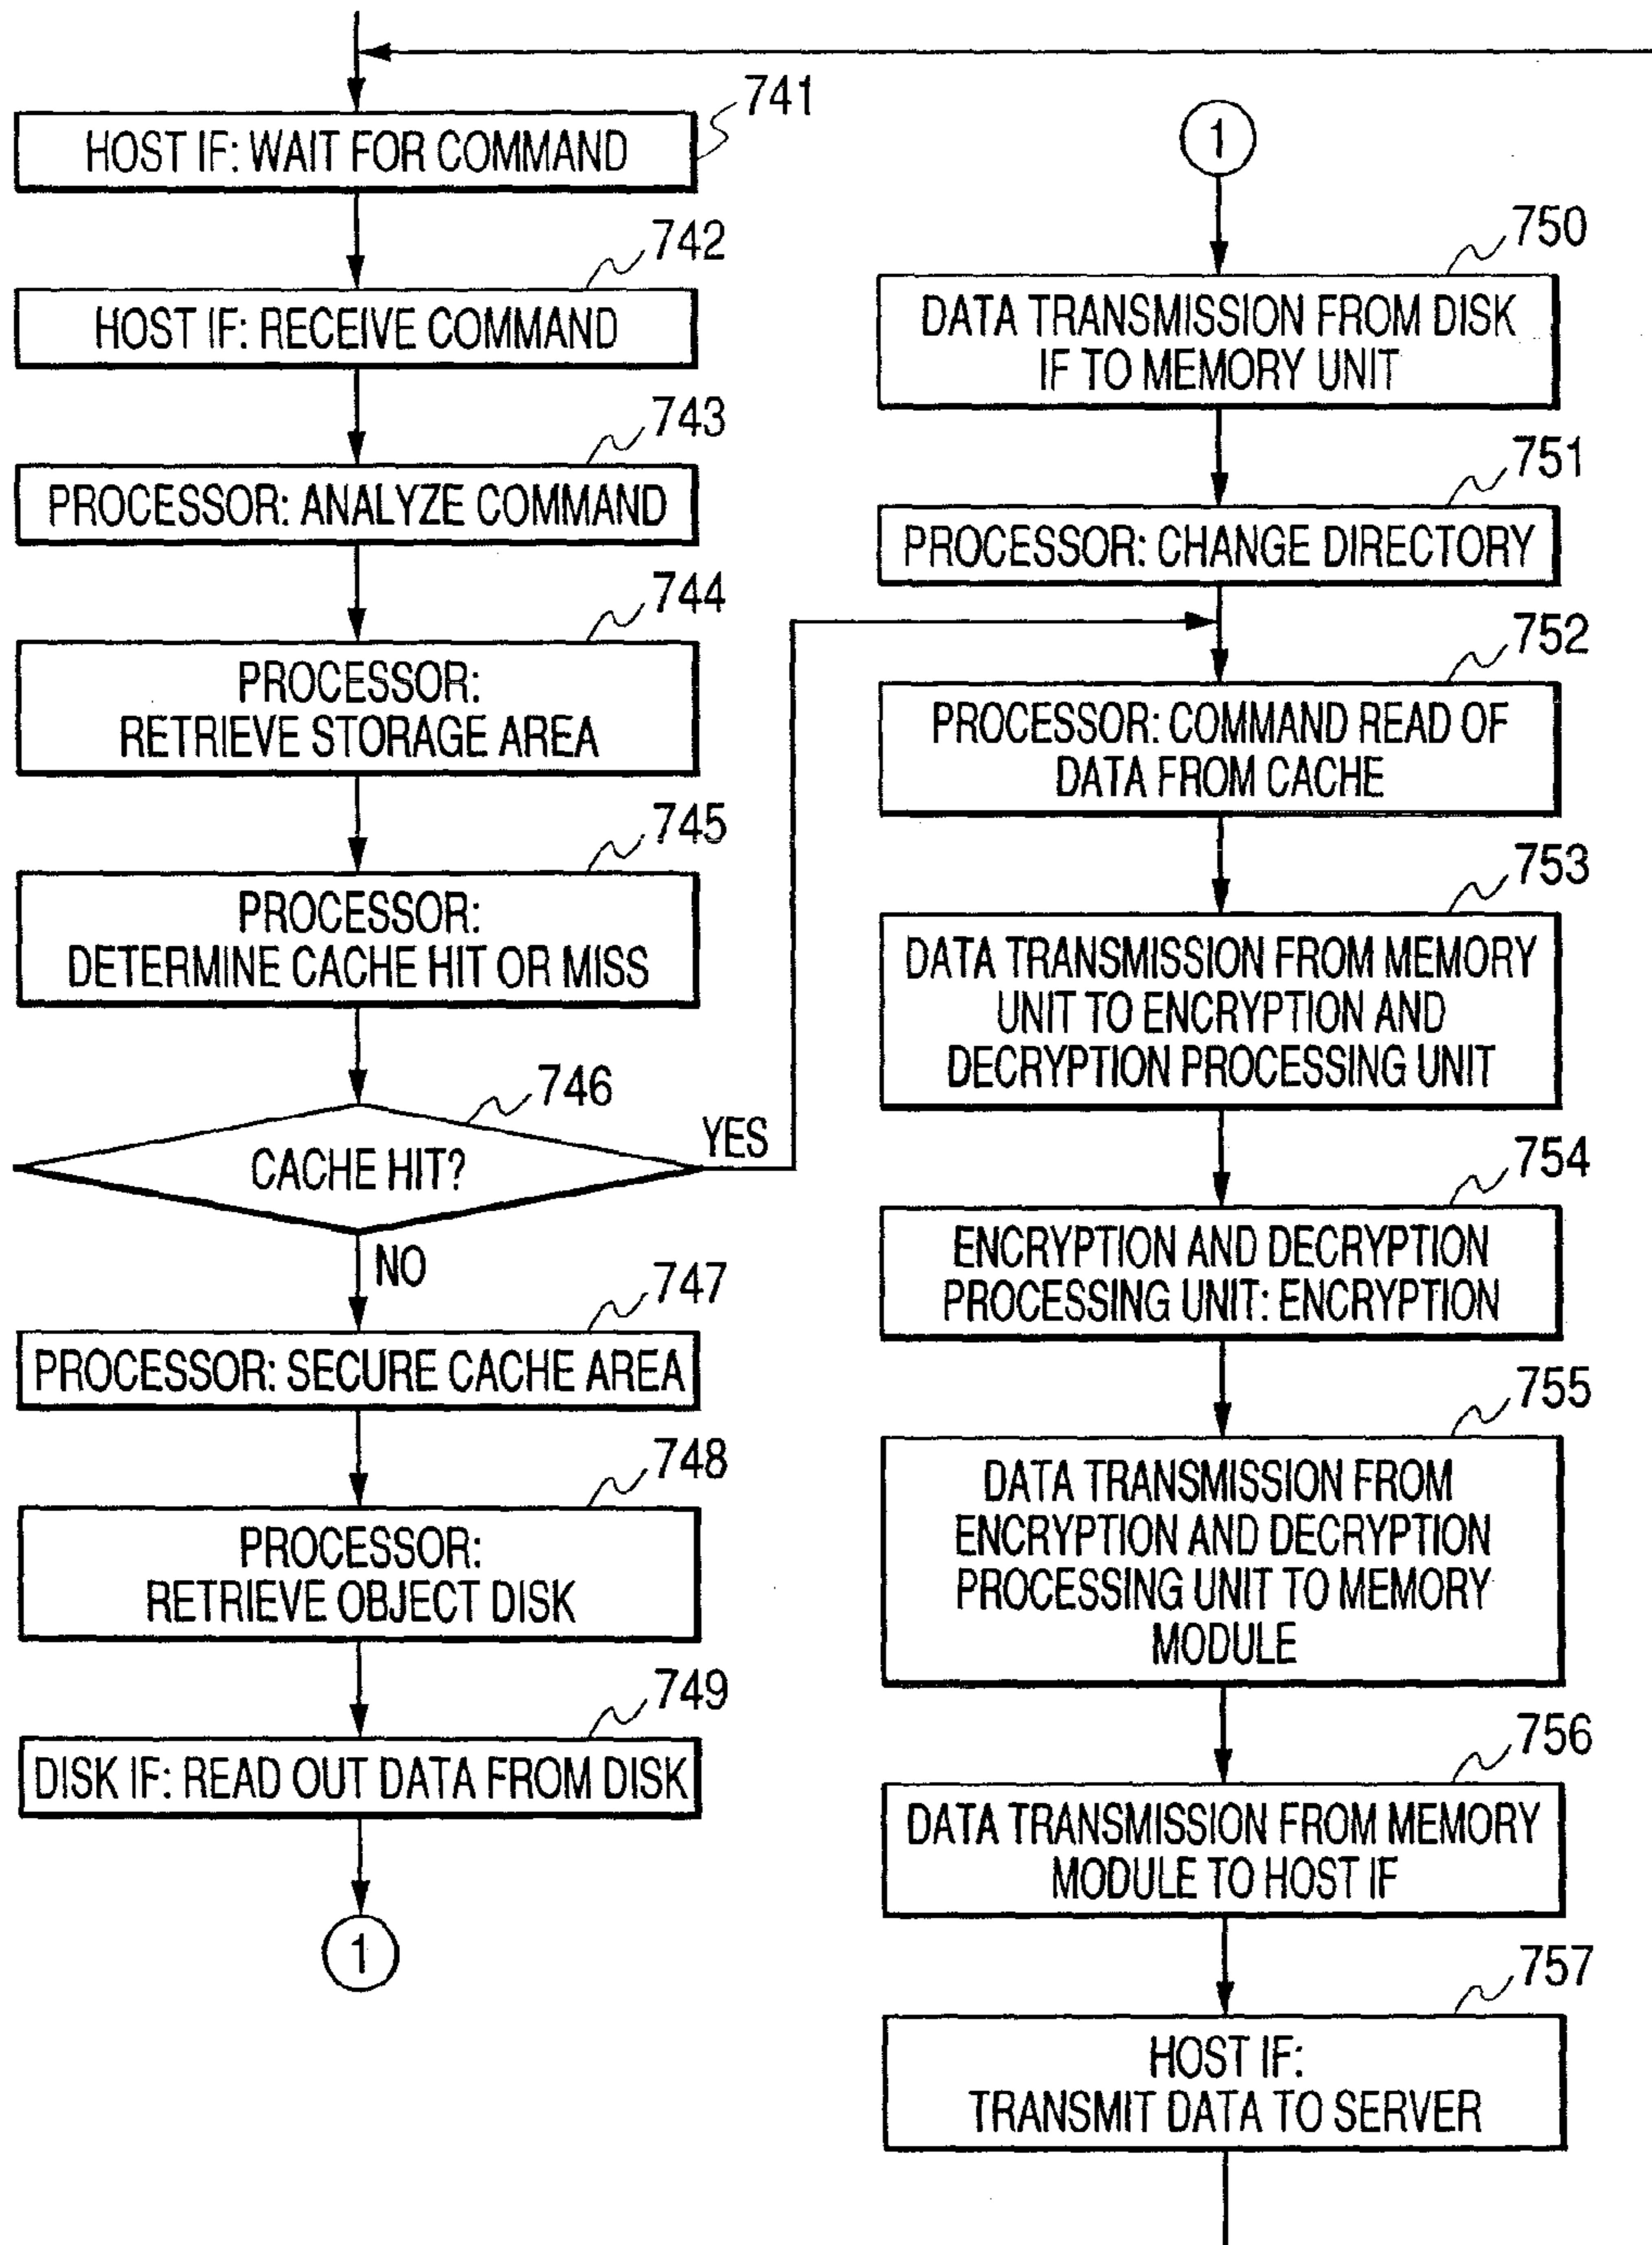 741
HOST IF: WAIT FOR COMMAND
742
HOST IF: RECEIVE COMMAND
743
PROCESSOR: ANALYZE COMMAND
744
PROCESSOR:
RETRIEVE STORAGE AREA
745
PROCESSOR:
DETERMINE CACHE HIT OR MISS
746
CACHE HIT?
YES
NO
747
PROCESSOR: SECURE CACHE AREA
748
PROCESSOR:
RETRIEVE OBJECT DISK
749
DISK IF: READ OUT DATA FROM DISK
1
1
750
DATA TRANSMISSION FROM DISK
IF TO MEMORY UNIT
751
PROCESSOR: CHANGE DIRECTORY
752
PROCESSOR: COMMAND READ OF
DATA FROM CACHE
753
DATA TRANSMISSION FROM MEMORY
UNIT TO ENCRYPTION AND
DECRYPTION PROCESSING UNIT
754
ENCRYPTION AND DECRYPTION
PROCESSING UNIT: ENCRYPTION
755
DATA TRANSMISSION FROM
ENCRYPTION AND DECRYPTION
PROCESSING UNIT TO MEMORY
MODULE
756
DATA TRANSMISSION FROM MEMORY
MODULE TO HOST IF
757
HOST IF:
TRANSMIT DATA TO SERVER